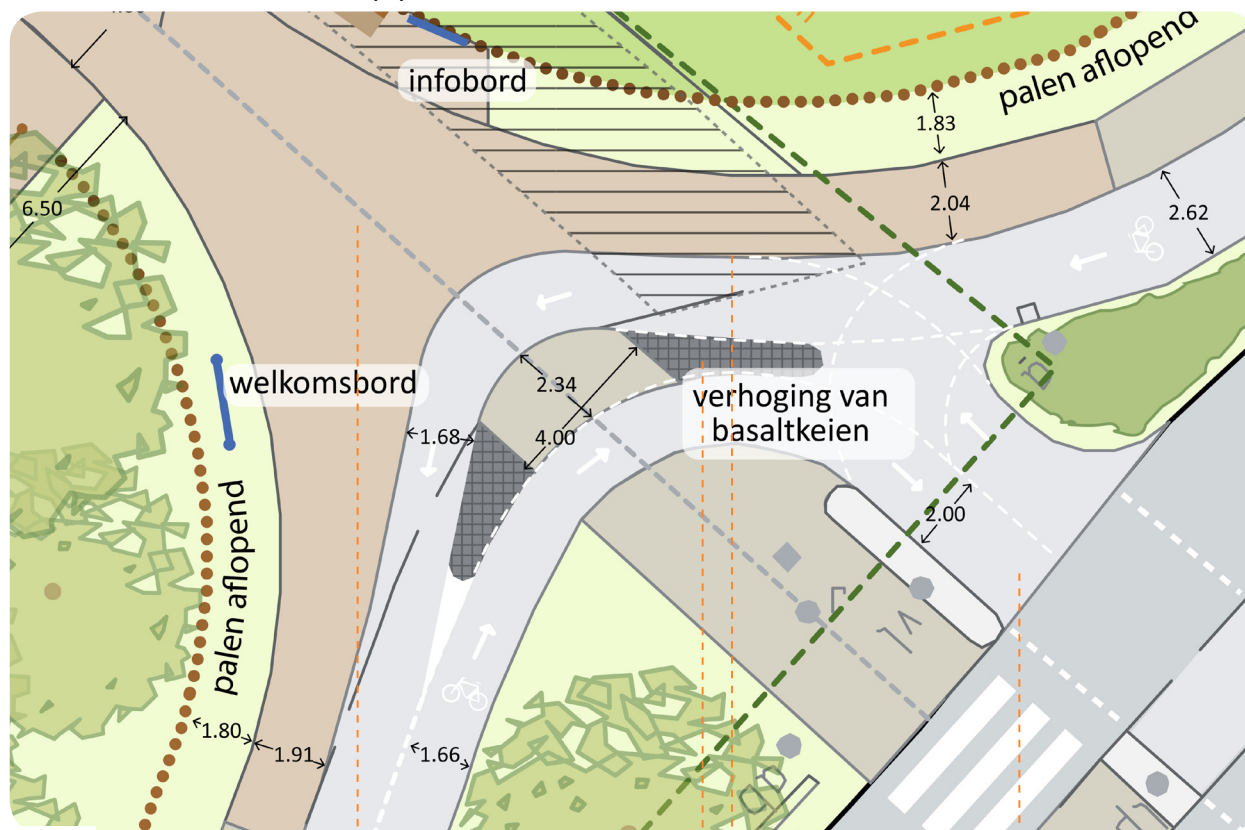 infobord
palen aflopend
1.83
6.50
2.04
2.62
welkomsbord
2.34
verhoging van
basaltkeien
1.68
4.00
2.00
palen aflopend
1.80
1.91
1.66